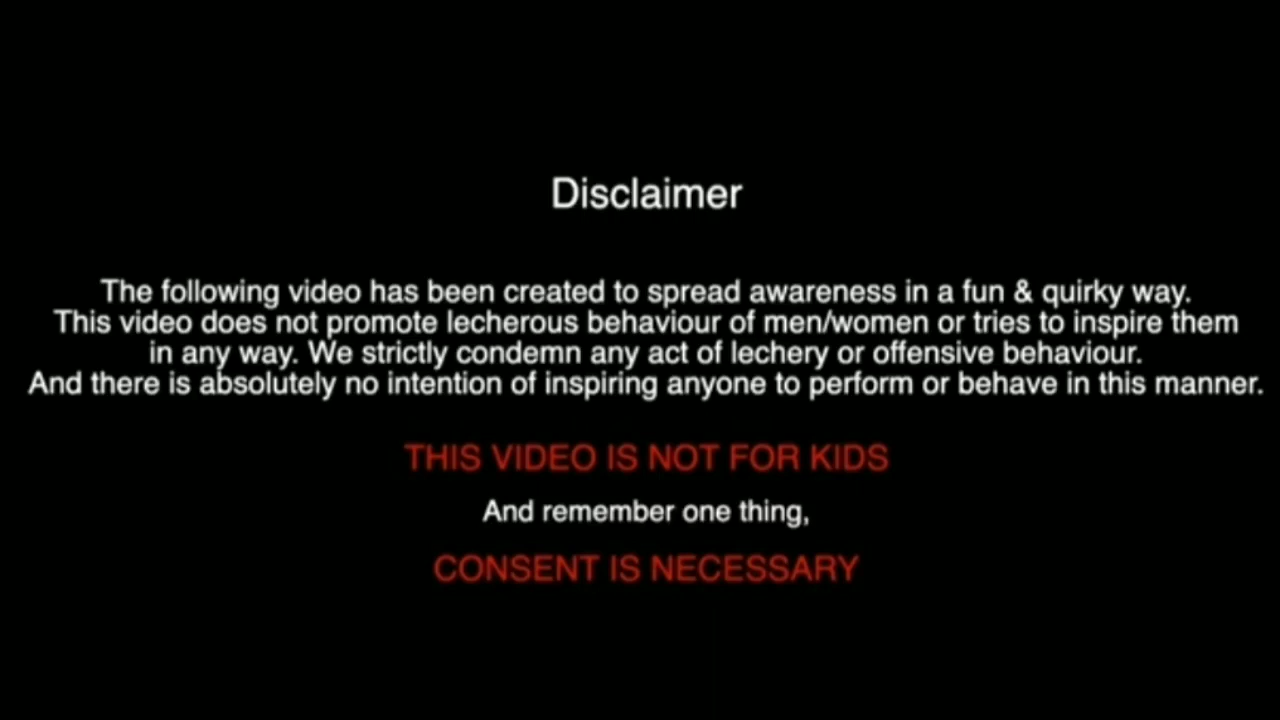 Disclaimer
The following video has been created to spread awareness in a fun & quirky way.
This video does not promote lecherous behaviour of men/women or tries to inspire them
in any way. We strictly condemn any act of lechery or offensive behaviour.
And there is absolutely no intention of inspiring anyone to perform or behave in this manner.
THIS VIDEO IS NOT FOR KIDS
And remember one thing,
CONSENT IS NECESSARY